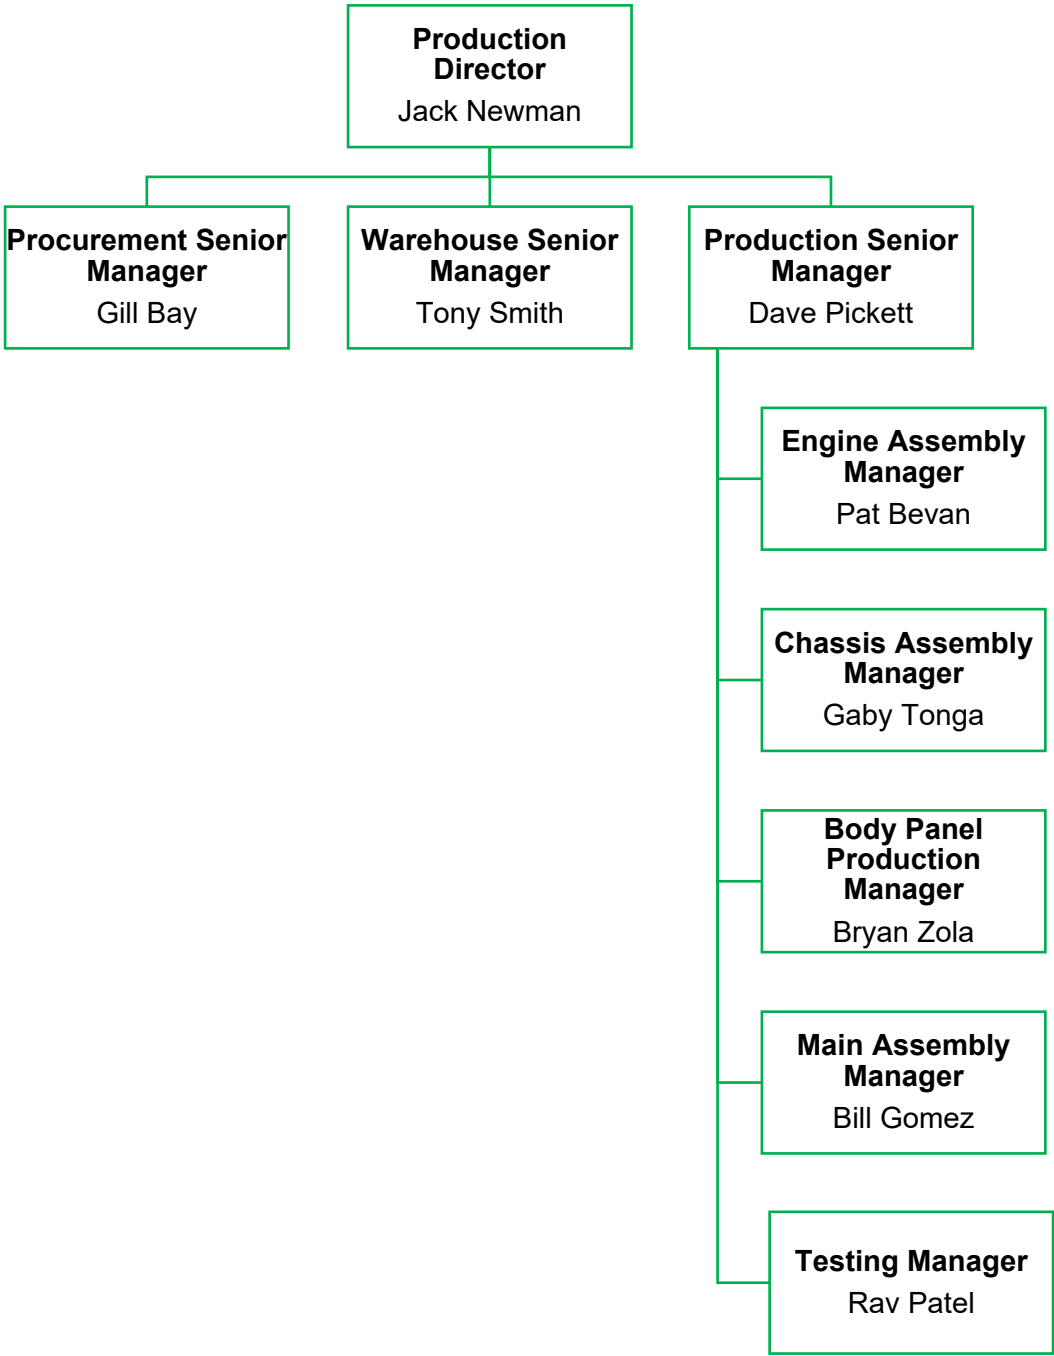 Production
Director
Jack Newman
Procurement Senior
Manager
Gill Bay
Warehouse Senior
Manager
Tony Smith
Production Senior
Manager
Dave Pickett
Engine Assembly
Manager
Pat Bevan
Chassis Assembly
Manager
Gaby Tonga
Body Panel
Production
Manager
Bryan Zola
Main Assembly
Manager
Bill Gomez
Testing Manager
Rav Patel